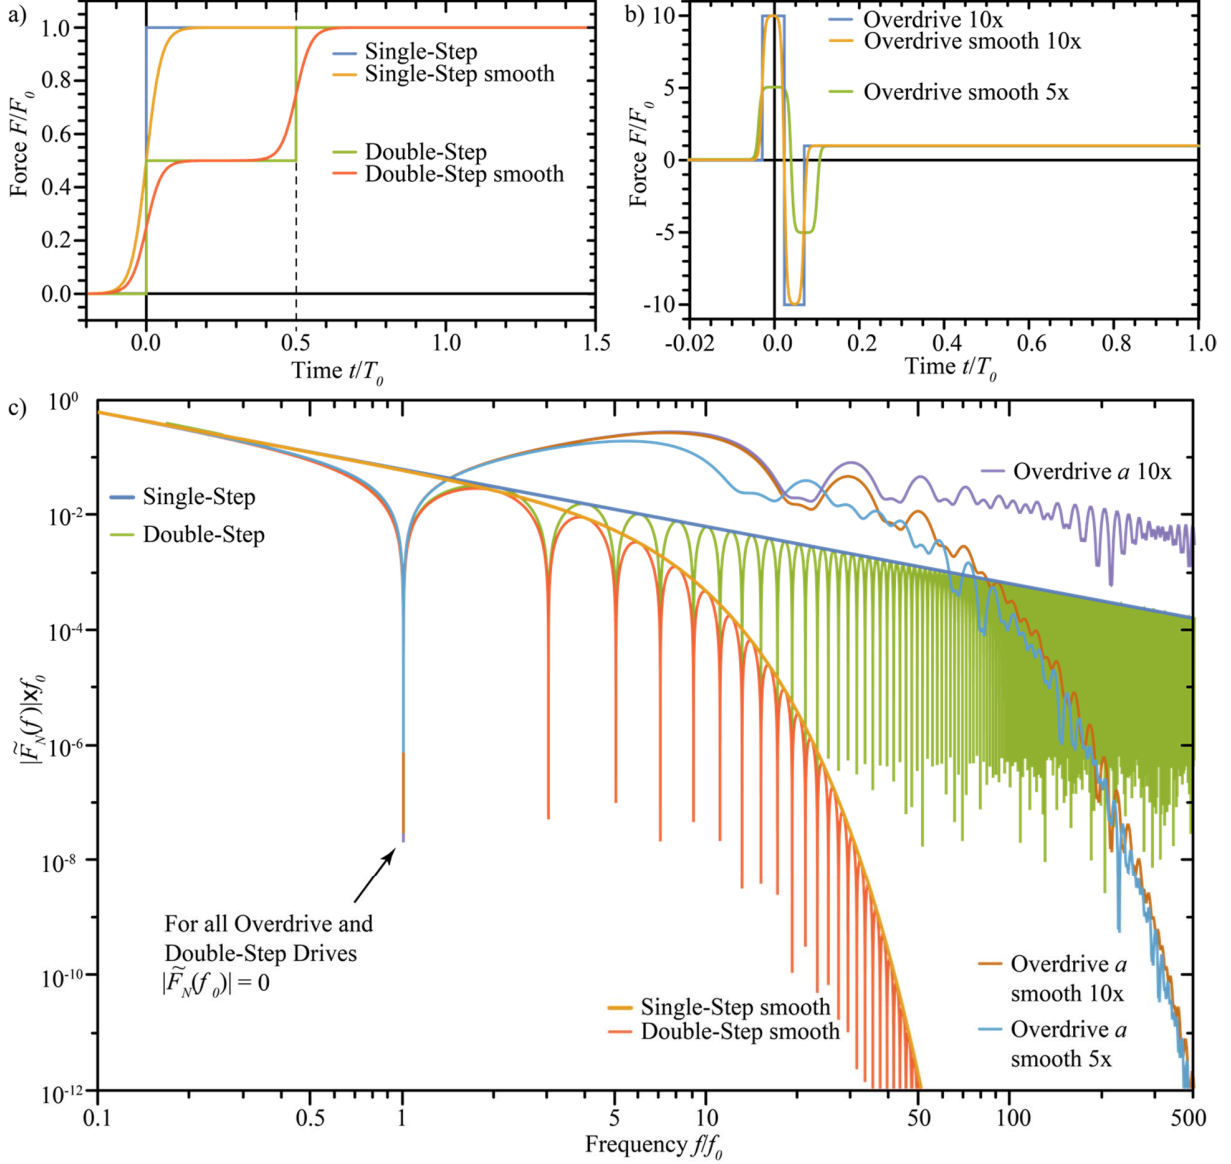 a)
1.0
0.8
0.6
0.4
0.2
0.0
Force F/F₀
Single-Step
Single-Step smooth
Double-Step
Double-Step smooth
0.0 0.5 1.0 1.5
Time t/T₀
b)
10
5
0
-5
-10
Force F/F₀
Overdrive 10x
Overdrive smooth 10x
Overdrive smooth 5x
-0.02 0.0 0.2 0.4 0.6 0.8 1.0
Time t/T₀
c)
10⁰
10⁻²
10⁻⁴
10⁻⁶
10⁻⁸
10⁻¹⁰
10⁻¹²
|F̃_N(f)|xf₀
Single-Step
Double-Step
Overdrive a 10x
For all Overdrive and
Double-Step Drives
|F̃_N(f₀)| = 0
Single-Step smooth
Double-Step smooth
Overdrive a
smooth 10x
Overdrive a
smooth 5x
0.1 0.5 1 5 10 50 100 500
Frequency f/f₀